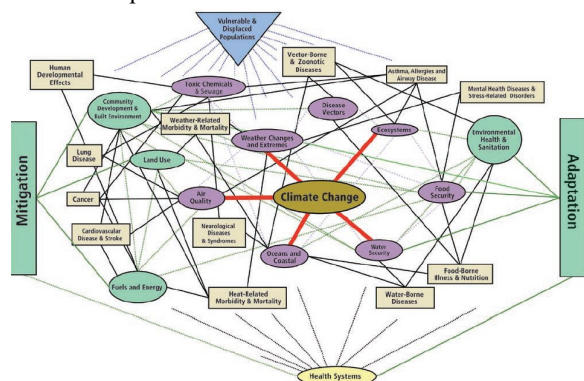 Vulnerable &
Displaced
Populations
Human
Developmental
Effects
Vector-Borne
& Zoonotic
Diseases
Asthma, Allergies and
Airway Disease
Toxic Chemicals
& Sewage
Mental Health Diseases &
Stress-Related Disorders
Community
Development &
Built Environment
Disease
Vectors
Weather-Related
Morbidity & Mortality
Ecosystems
Environmental
Health &
Sanitation
Weather Changes
and Extremes
Mitigation
Adaptation
Lung
Disease
Land Use
Food
Security
Cancer
Air
Quality
Climate Change
Cardiovascular
Disease & Stroke
Neurological
Diseases
& Syndromes
Oceans and
Coastal
Water
Security
Food-Borne
Illness & Nutrition
Fuels and Energy
Heat-Related
Morbidity & Mortality
Water-Borne
Diseases
Health Systems